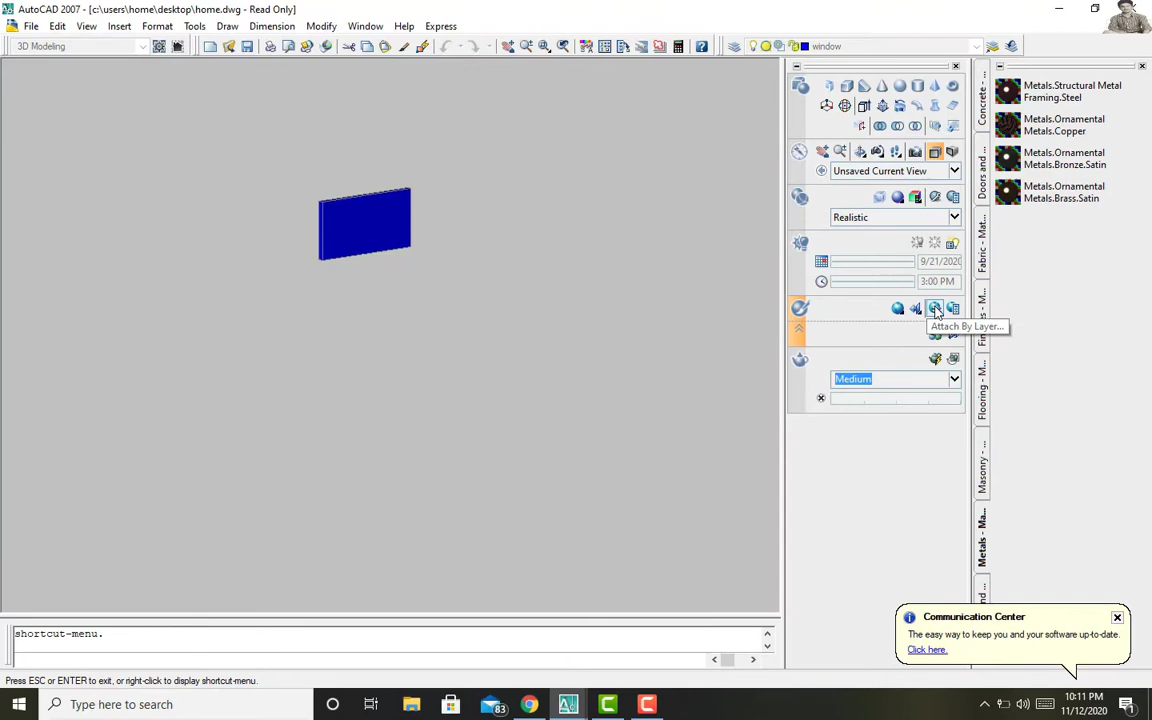 AutoCAD 2007 - [c:\users\home\desktop\home.dwg - Read Only]
File Edit View Insert Format Tools Draw Dimension Modify Window Help Express
3D Modeling
window
Unsaved Current View
Realistic
9/21/2020
3:00 PM
Attach By Layer...
Medium
Concrete - ...
Doors and ...
Fabric - Mat...
Flooring - M...
Masonry - ...
Metals - Ma...
Metals.Structural Metal
Framing.Steel
Metals.Ornamental
Metals.Copper
Metals.Ornamental
Metals.Bronze.Satin
Metals.Ornamental
Metals.Brass.Satin
Communication Center
The easy way to keep you and your software up-to-date.
Click here.
shortcut-menu.
Press ESC or ENTER to exit, or right-click to display shortcut-menu.
Type here to search
83
10:11 PM
11/12/2020
1